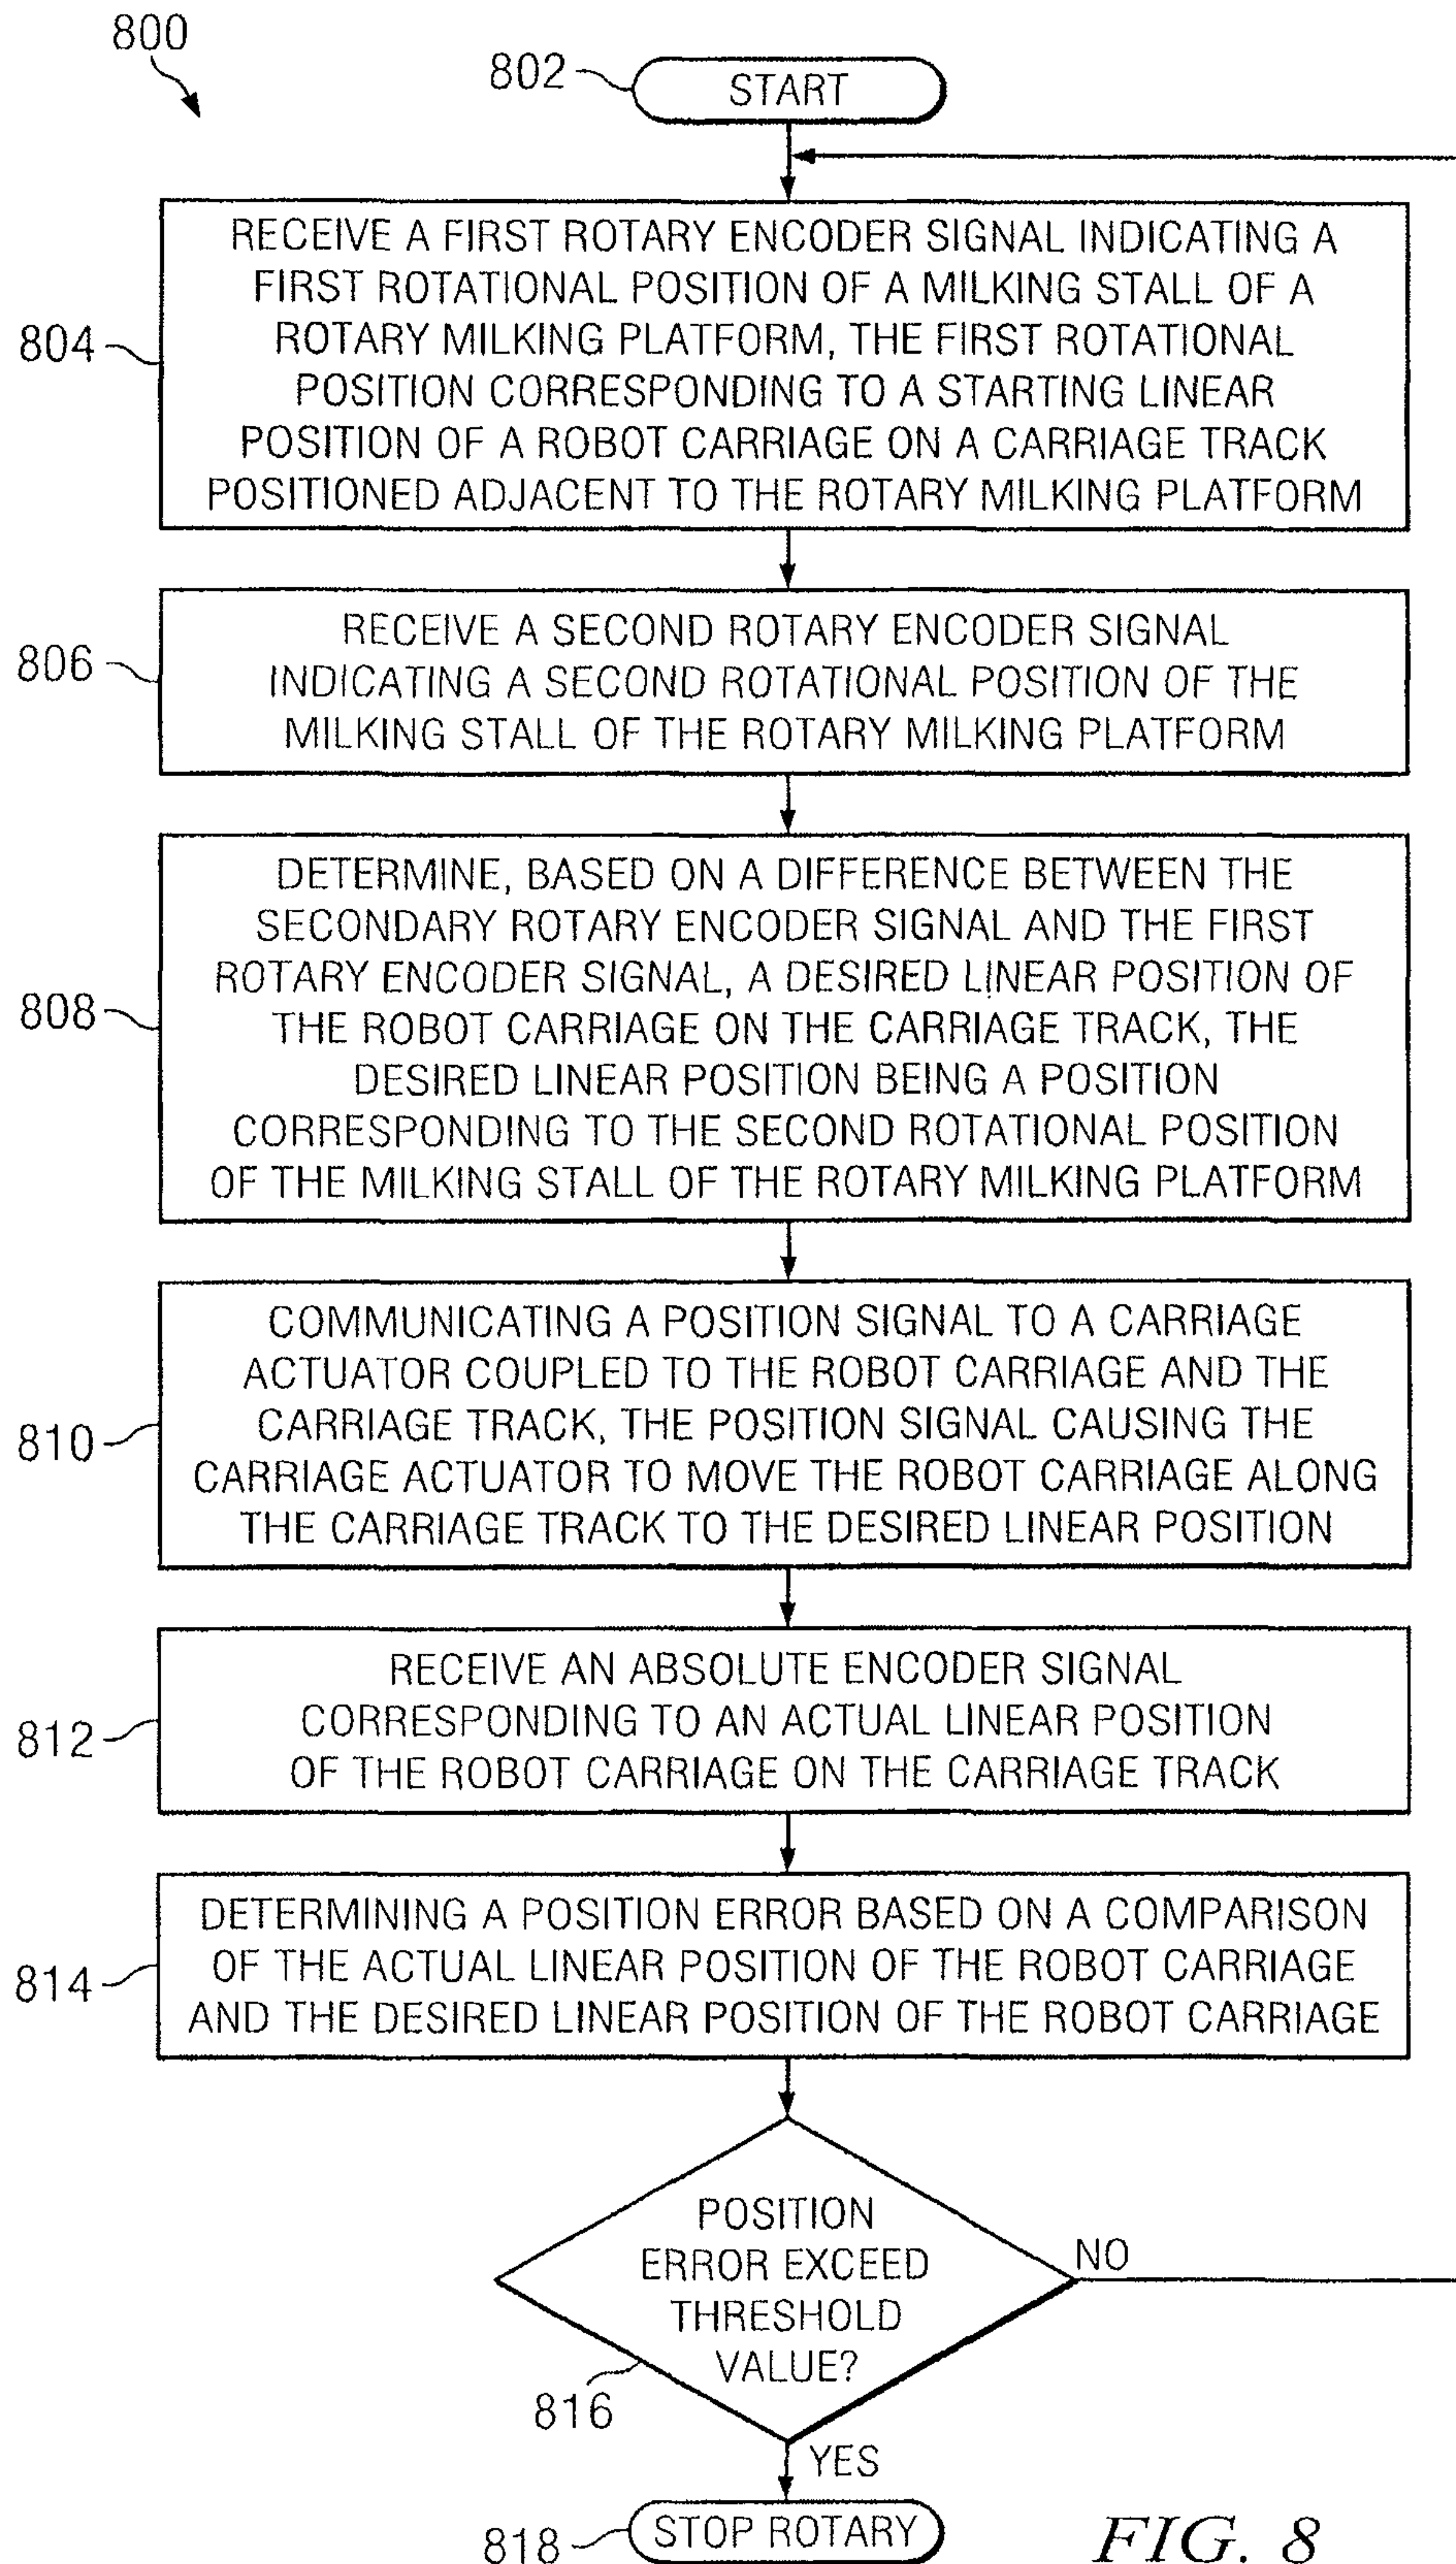 800
802
START
804
RECEIVE A FIRST ROTARY ENCODER SIGNAL INDICATING A
FIRST ROTATIONAL POSITION OF A MILKING STALL OF A
ROTARY MILKING PLATFORM, THE FIRST ROTATIONAL
POSITION CORRESPONDING TO A STARTING LINEAR
POSITION OF A ROBOT CARRIAGE ON A CARRIAGE TRACK
POSITIONED ADJACENT TO THE ROTARY MILKING PLATFORM
806
RECEIVE A SECOND ROTARY ENCODER SIGNAL
INDICATING A SECOND ROTATIONAL POSITION OF THE
MILKING STALL OF THE ROTARY MILKING PLATFORM
808
DETERMINE, BASED ON A DIFFERENCE BETWEEN THE
SECONDARY ROTARY ENCODER SIGNAL AND THE FIRST
ROTARY ENCODER SIGNAL, A DESIRED LINEAR POSITION OF
THE ROBOT CARRIAGE ON THE CARRIAGE TRACK, THE
DESIRED LINEAR POSITION BEING A POSITION
CORRESPONDING TO THE SECOND ROTATIONAL POSITION
OF THE MILKING STALL OF THE ROTARY MILKING PLATFORM
810
COMMUNICATING A POSITION SIGNAL TO A CARRIAGE
ACTUATOR COUPLED TO THE ROBOT CARRIAGE AND THE
CARRIAGE TRACK, THE POSITION SIGNAL CAUSING THE
CARRIAGE ACTUATOR TO MOVE THE ROBOT CARRIAGE ALONG
THE CARRIAGE TRACK TO THE DESIRED LINEAR POSITION
812
RECEIVE AN ABSOLUTE ENCODER SIGNAL
CORRESPONDING TO AN ACTUAL LINEAR POSITION
OF THE ROBOT CARRIAGE ON THE CARRIAGE TRACK
814
DETERMINING A POSITION ERROR BASED ON A COMPARISON
OF THE ACTUAL LINEAR POSITION OF THE ROBOT CARRIAGE
AND THE DESIRED LINEAR POSITION OF THE ROBOT CARRIAGE
POSITION
ERROR EXCEED
THRESHOLD
VALUE?
NO
816
YES
818
STOP ROTARY
FIG. 8